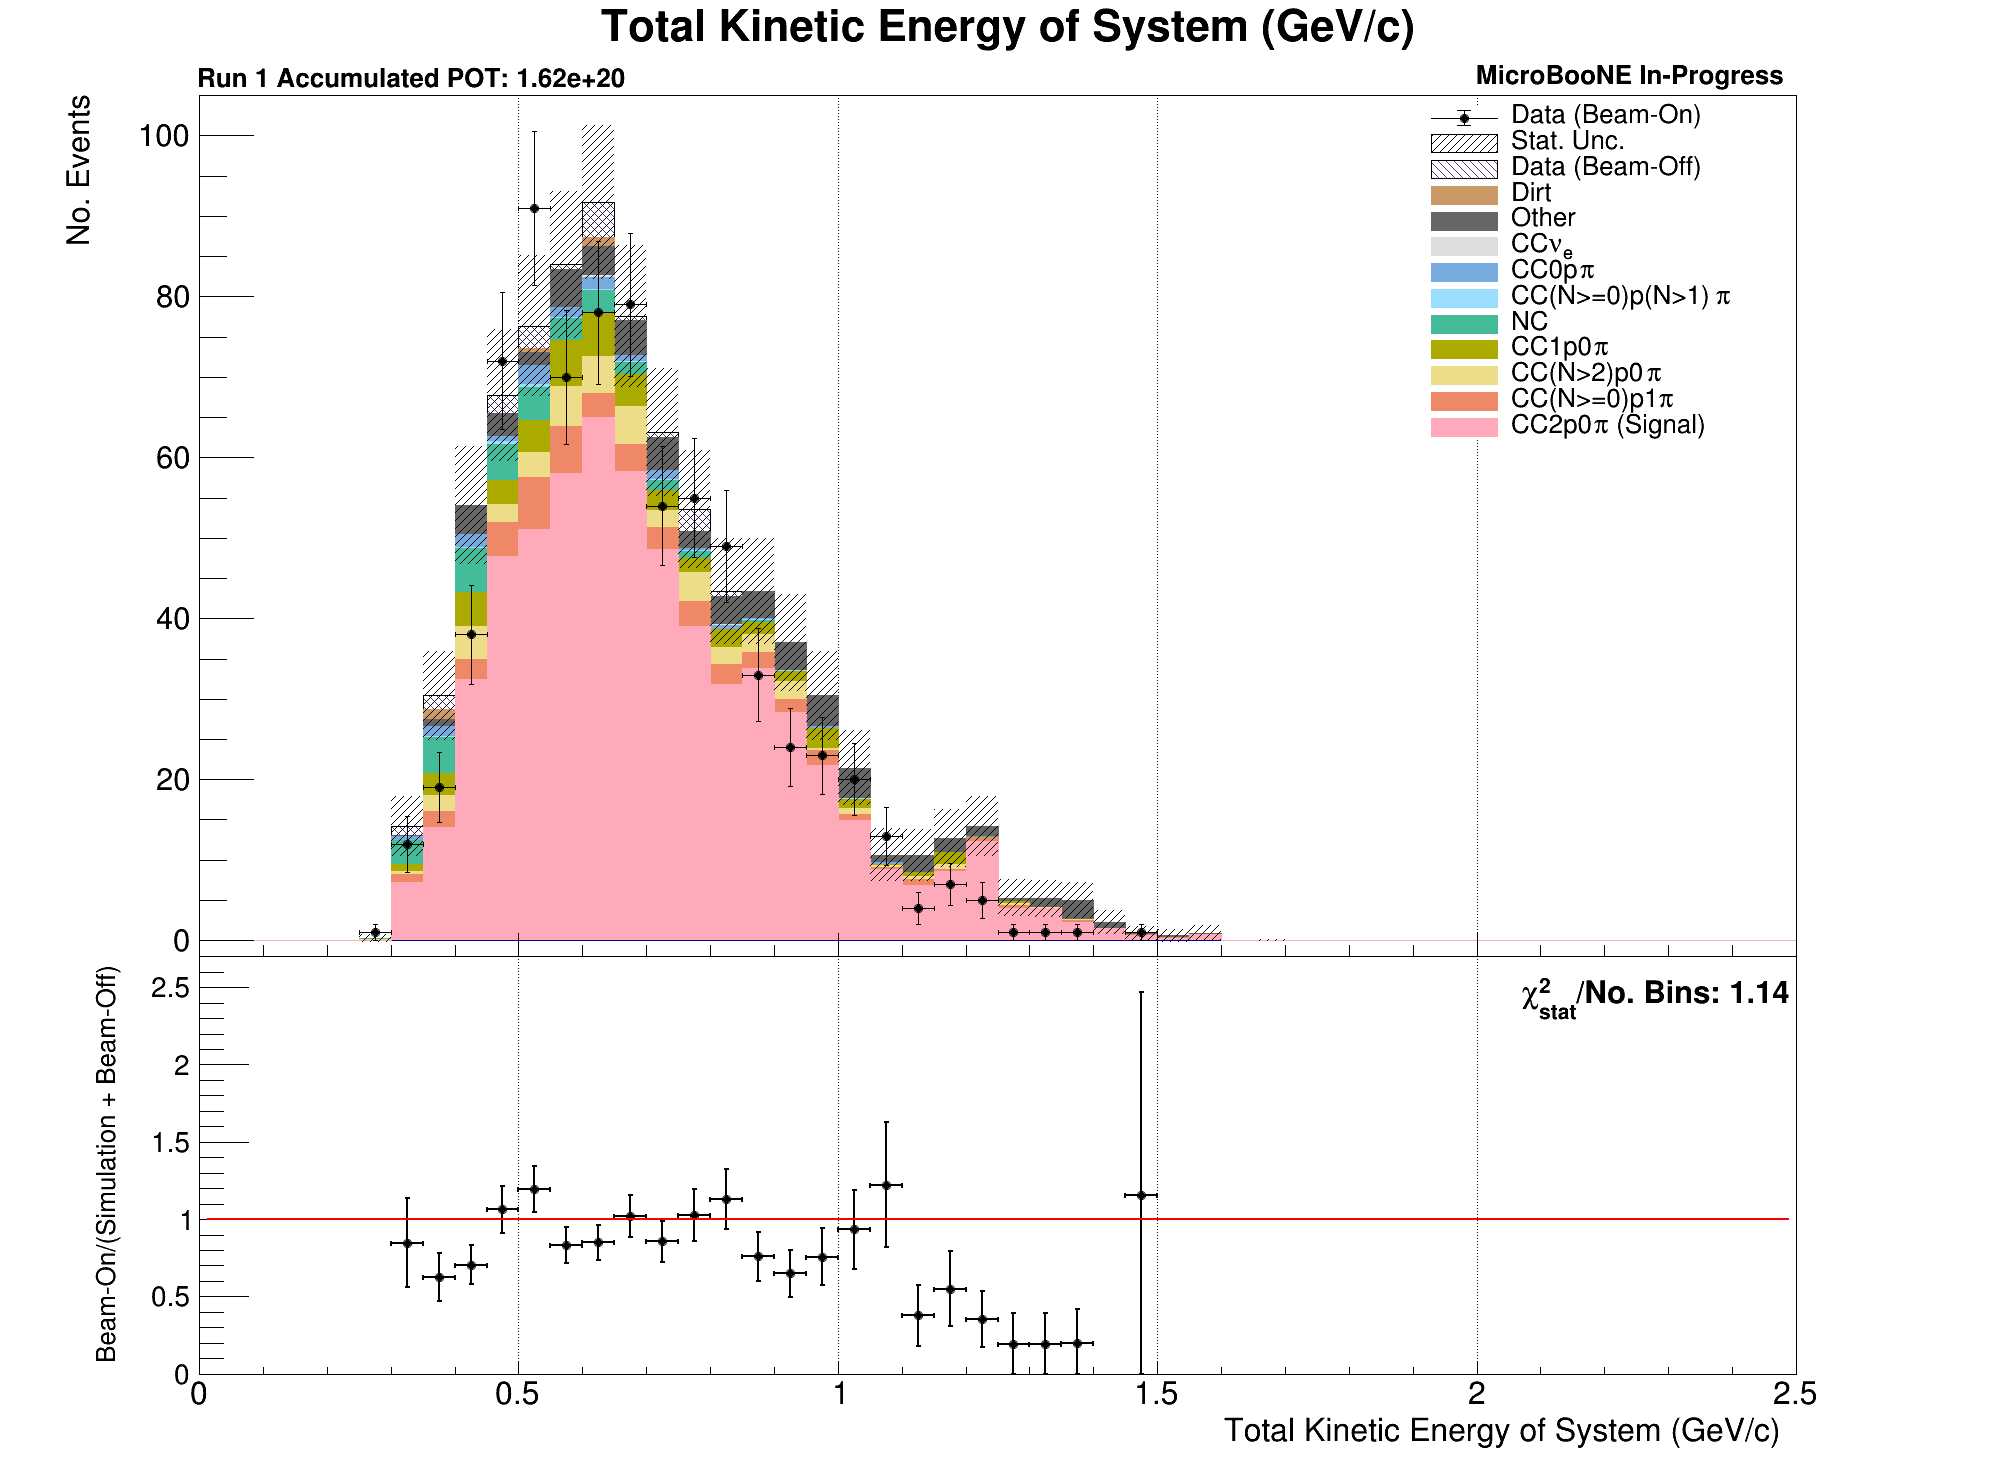 Total Kinetic Energy of System (GeV/c)
Run 1 Accumulated POT: 1.62e+20
MicroBooNE In-Progress
No. Events
100
80
60
40
20
0
Data (Beam-On)
Stat. Unc.
Data (Beam-Off)
Dirt
Other
CCνe
CC0pπ
CC(N>=0)p(N>1) π
NC
CC1p0π
CC(N>2)p0π
CC(N>=0)p1π
CC2p0π (Signal)
Beam-On/(Simulation + Beam-Off)
2.5
2
1.5
1
0.5
0
χ²stat/No. Bins: 1.14
0 0.5 1 1.5 2 2.5
Total Kinetic Energy of System (GeV/c)